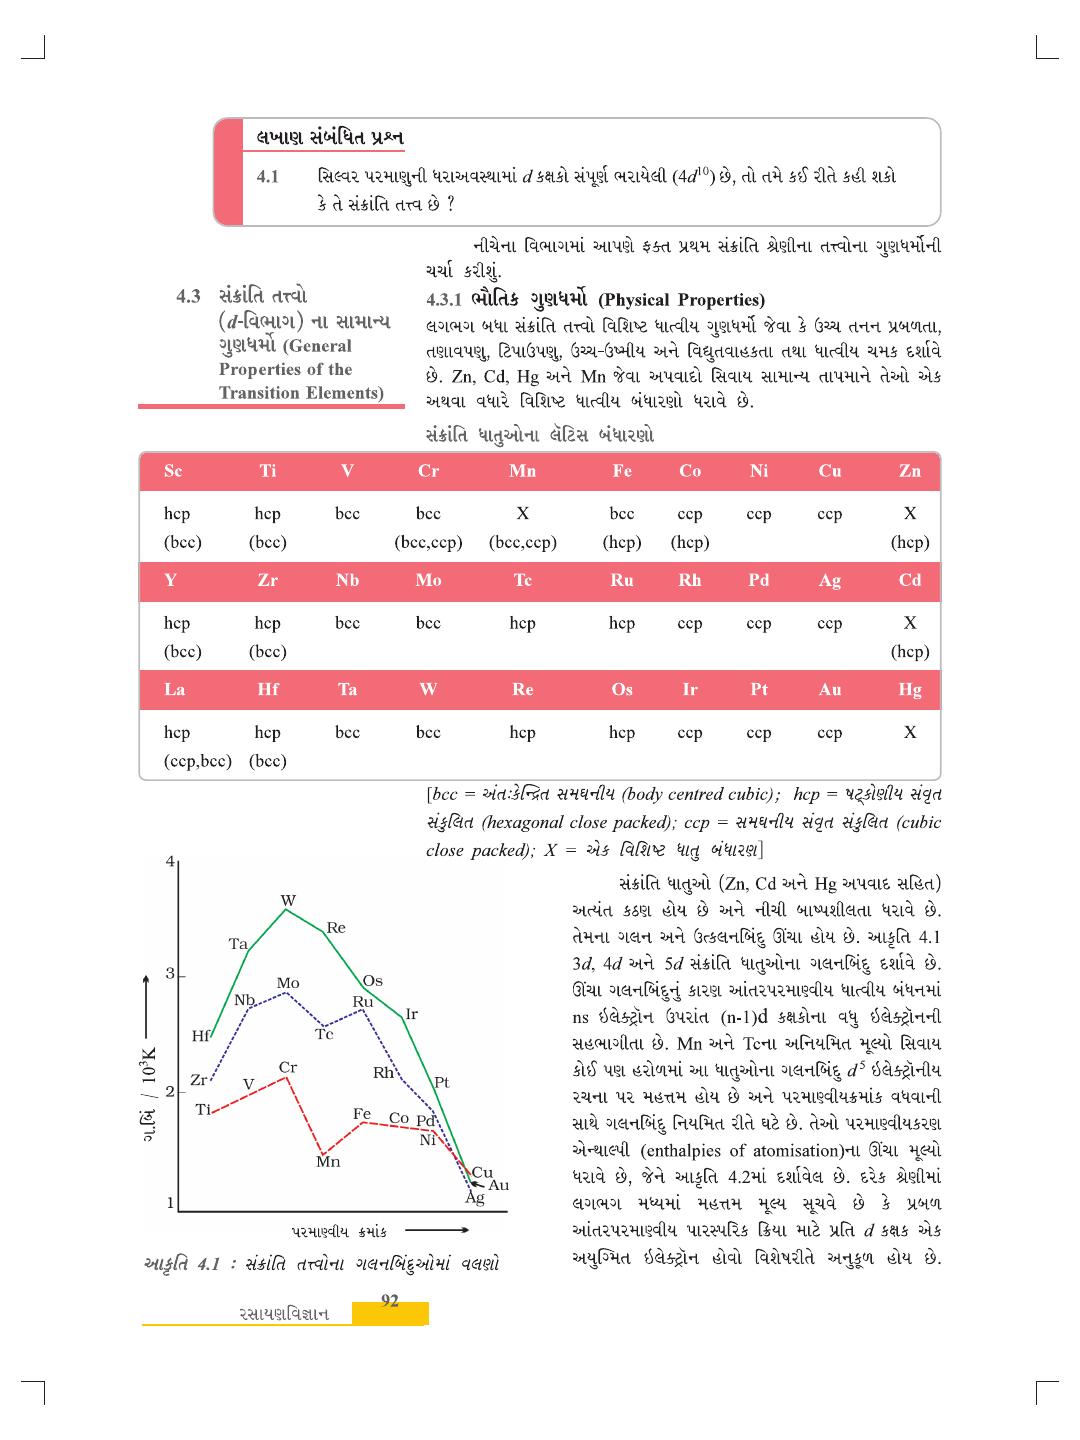 લખાણ સંબંધિત પ્રશ્ન
4.1 સિલ્વર પરમાણુની ધરાઅવસ્થામાં d કક્ષકો સંપૂર્ણ ભરાયેલી (4d¹⁰) છે, તો તમે કઈ રીતે કહી શકો
કે તે સંક્રાંતિ તત્ત્વ છે ?
નીચેના વિભાગમાં આપણે ફક્ત પ્રથમ સંક્રાંતિ શ્રેણીના તત્ત્વોના ગુણધર્મોની
ચર્ચા કરીશું.
4.3 સંક્રાંતિ તત્ત્વો
(d-વિભાગ) ના સામાન્ય
ગુણધર્મો (General
Properties of the
Transition Elements)
4.3.1 ભૌતિક ગુણધર્મો (Physical Properties)
લગભગ બધા સંક્રાંતિ તત્ત્વો વિશિષ્ટ ધાત્વીય ગુણધર્મો જેવા કે ઉચ્ચ તનન પ્રબળતા,
તણાવપણુ, ટિપાઉપણુ, ઉચ્ચ-ઉષ્મીય અને વિદ્યુતવાહકતા તથા ધાત્વીય ચમક દર્શાવે
છે. Zn, Cd, Hg અને Mn જેવા અપવાદો સિવાય સામાન્ય તાપમાને તેઓ એક
અથવા વધારે વિશિષ્ટ ધાત્વીય બંધારણો ધરાવે છે.
સંક્રાંતિ ધાતુઓના લૅટિસ બંધારણો
Sc Ti V Cr Mn Fe Co Ni Cu Zn
hcp hcp bcc bcc X bcc ccp ccp ccp X
(bcc) (bcc) (bcc,ccp) (bcc,ccp) (hcp) (hcp) (hcp)
Y Zr Nb Mo Tc Ru Rh Pd Ag Cd
hcp hcp bcc bcc hcp hcp ccp ccp ccp X
(bcc) (bcc) (hcp)
La Hf Ta W Re Os Ir Pt Au Hg
hcp hcp bcc bcc hcp hcp ccp ccp ccp X
(ccp,bcc) (bcc)
[bcc = અંતઃકેન્દ્રિત સમઘનીય (body centred cubic); hcp = ષટ્કોણીય સંવૃત
સંકુલિત (hexagonal close packed); ccp = સમઘનીય સંવૃત સંકુલિત (cubic
close packed); X = એક વિશિષ્ટ ધાતુ બંધારણ]
4
3
2
1
ગ.બિં / 10³K
W
Re
Ta
Os
Mo
Nb
Ru
Ir
Hf
Tc
Zr
Rh
Cr
V
Pt
Ti
Fe
Co
Pd
Ni
Mn
Cu
Au
Ag
પરમાણ્વીય ક્રમાંક
આકૃતિ 4.1 : સંક્રાંતિ તત્ત્વોના ગલનબિંદુઓમાં વલણો
સંક્રાંતિ ધાતુઓ (Zn, Cd અને Hg અપવાદ સહિત)
અત્યંત કઠણ હોય છે અને નીચી બાષ્પશીલતા ધરાવે છે.
તેમના ગલન અને ઉત્કલનબિંદુ ઊંચા હોય છે. આકૃતિ 4.1
3d, 4d અને 5d સંક્રાંતિ ધાતુઓના ગલનબિંદુ દર્શાવે છે.
ઊંચા ગલનબિંદુનું કારણ આંતરપરમાણ્વીય ધાત્વીય બંધનમાં
ns ઇલેક્ટ્રૉન ઉપરાંત (n-1)d કક્ષકોના વધુ ઇલેક્ટ્રૉનની
સહભાગીતા છે. Mn અને Tcના અનિયમિત મૂલ્યો સિવાય
કોઈ પણ હરોળમાં આ ધાતુઓના ગલનબિંદુ d⁵ ઇલેક્ટ્રૉનીય
રચના પર મહત્તમ હોય છે અને પરમાણ્વીયક્રમાંક વધવાની
સાથે ગલનબિંદુ નિયમિત રીતે ઘટે છે. તેઓ પરમાણ્વીયકરણ
એન્થાલ્પી (enthalpies of atomisation)ના ઊંચા મૂલ્યો
ધરાવે છે, જેને આકૃતિ 4.2માં દર્શાવેલ છે. દરેક શ્રેણીમાં
લગભગ મધ્યમાં મહત્તમ મૂલ્ય સૂચવે છે કે પ્રબળ
આંતરપરમાણ્વીય પારસ્પરિક ક્રિયા માટે પ્રતિ d કક્ષક એક
અયુગ્મિત ઇલેક્ટ્રૉન હોવો વિશેષરીતે અનુકૂળ હોય છે.
92
રસાયણવિજ્ઞાન